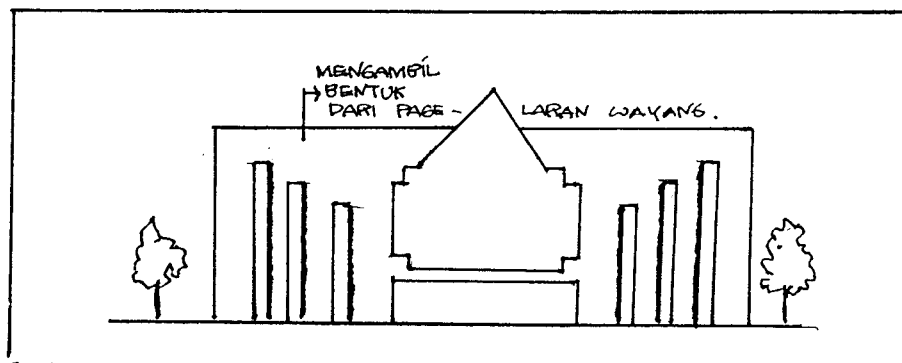 MENGAMBIL
BENTUK
DARI PAGE- LARAN WAYANG.